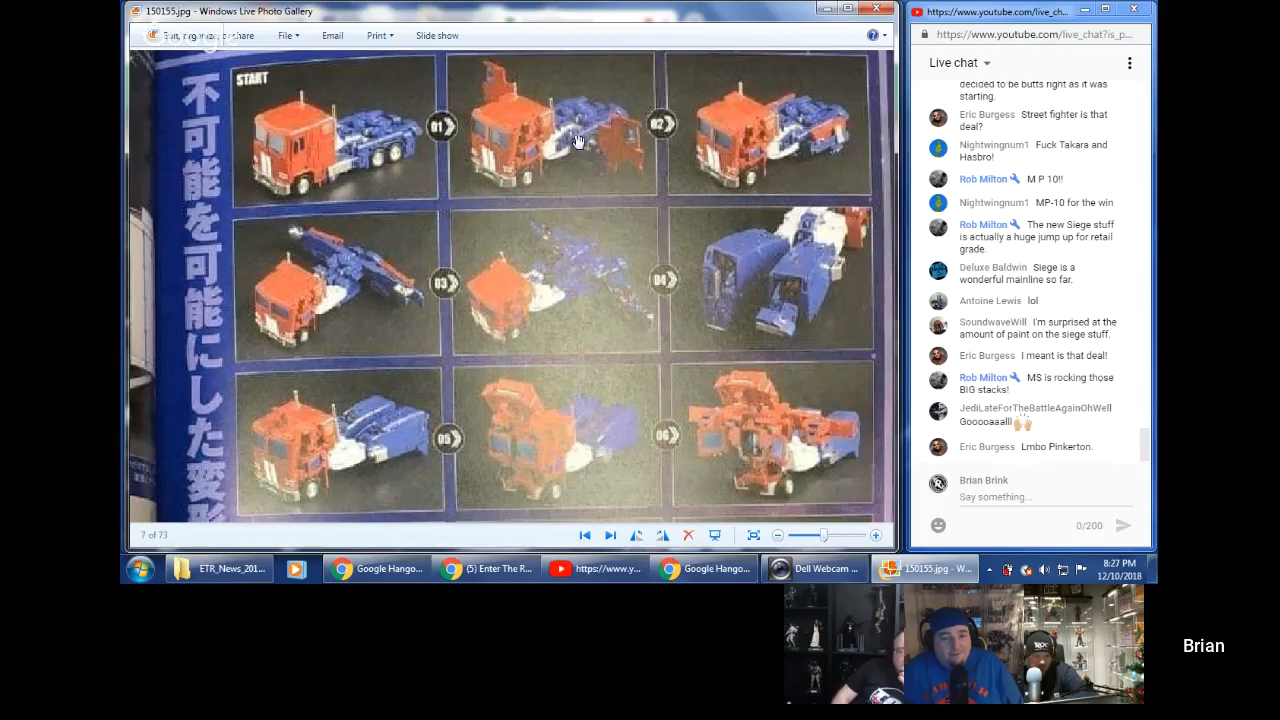 150155.jpg - Windows Live Photo Gallery
File
Email
Print
Slide show
Google
不可能を可能にした変形
START
01
02
03
04
05
06
7 of 73
https://www.youtube.com/live_ch...
https://www.youtube.com/live_chat?is_p...
Live chat
decided to be butts right as it was
starting.
Eric Burgess Street fighter is that
deal?
Nightwingnum1 Fuck Takara and
Hasbro!
Rob Milton M P 10!!
Nightwingnum1 MP-10 for the win
Rob Milton The new Siege stuff
is actually a huge jump up for retail
grade.
Deluxe Baldwin Siege is a
wonderful mainline so far.
Antoine Lewis lol
SoundwaveWill I'm surprised at the
amount of paint on the siege stuff.
Eric Burgess I meant is that deal!
Rob Milton MS is rocking those
BIG stacks!
JediLateForTheBattleAgainOhWell
Gooooaaalll🙌🏼
Eric Burgess Lmbo Pinkerton.
Brian Brink
Say something...
0/200
ETR_News_201...
Google Hango...
(5) Enter The R...
https://www.y...
Google Hango...
Dell Webcam ...
150155.jpg - W...
8:27 PM
12/10/2018
Brian